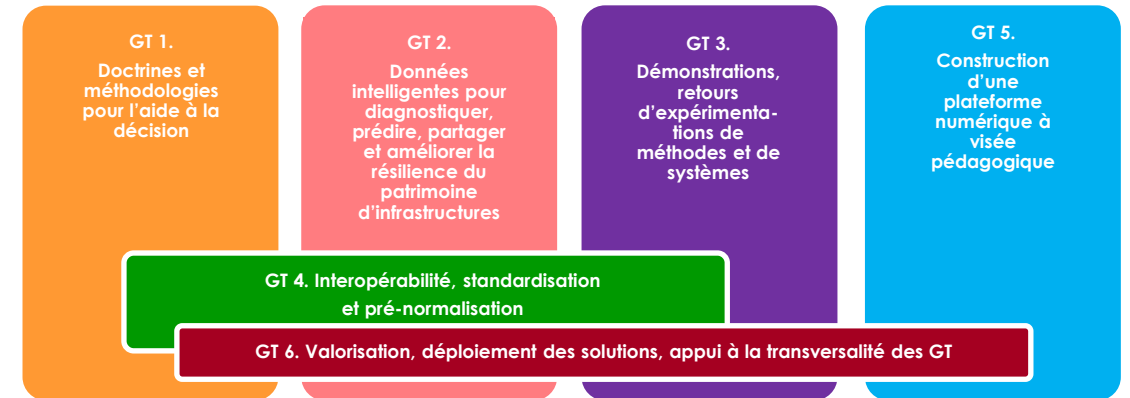 GT 1.
Doctrines et
méthodologies
pour l'aide à la
décision
GT 2.
Données
intelligentes pour
diagnostiquer,
prédire, partager
et améliorer la
résilience du
patrimoine
d'infrastructures
GT 3.
Démonstrations,
retours
d'expérimenta-
tions de
méthodes et de
systèmes
GT 5.
Construction
d'une
plateforme
numérique à
visée
pédagogique
GT 4. Interopérabilité, standardisation
et pré-normalisation
GT 6. Valorisation, déploiement des solutions, appui à la transversalité des GT